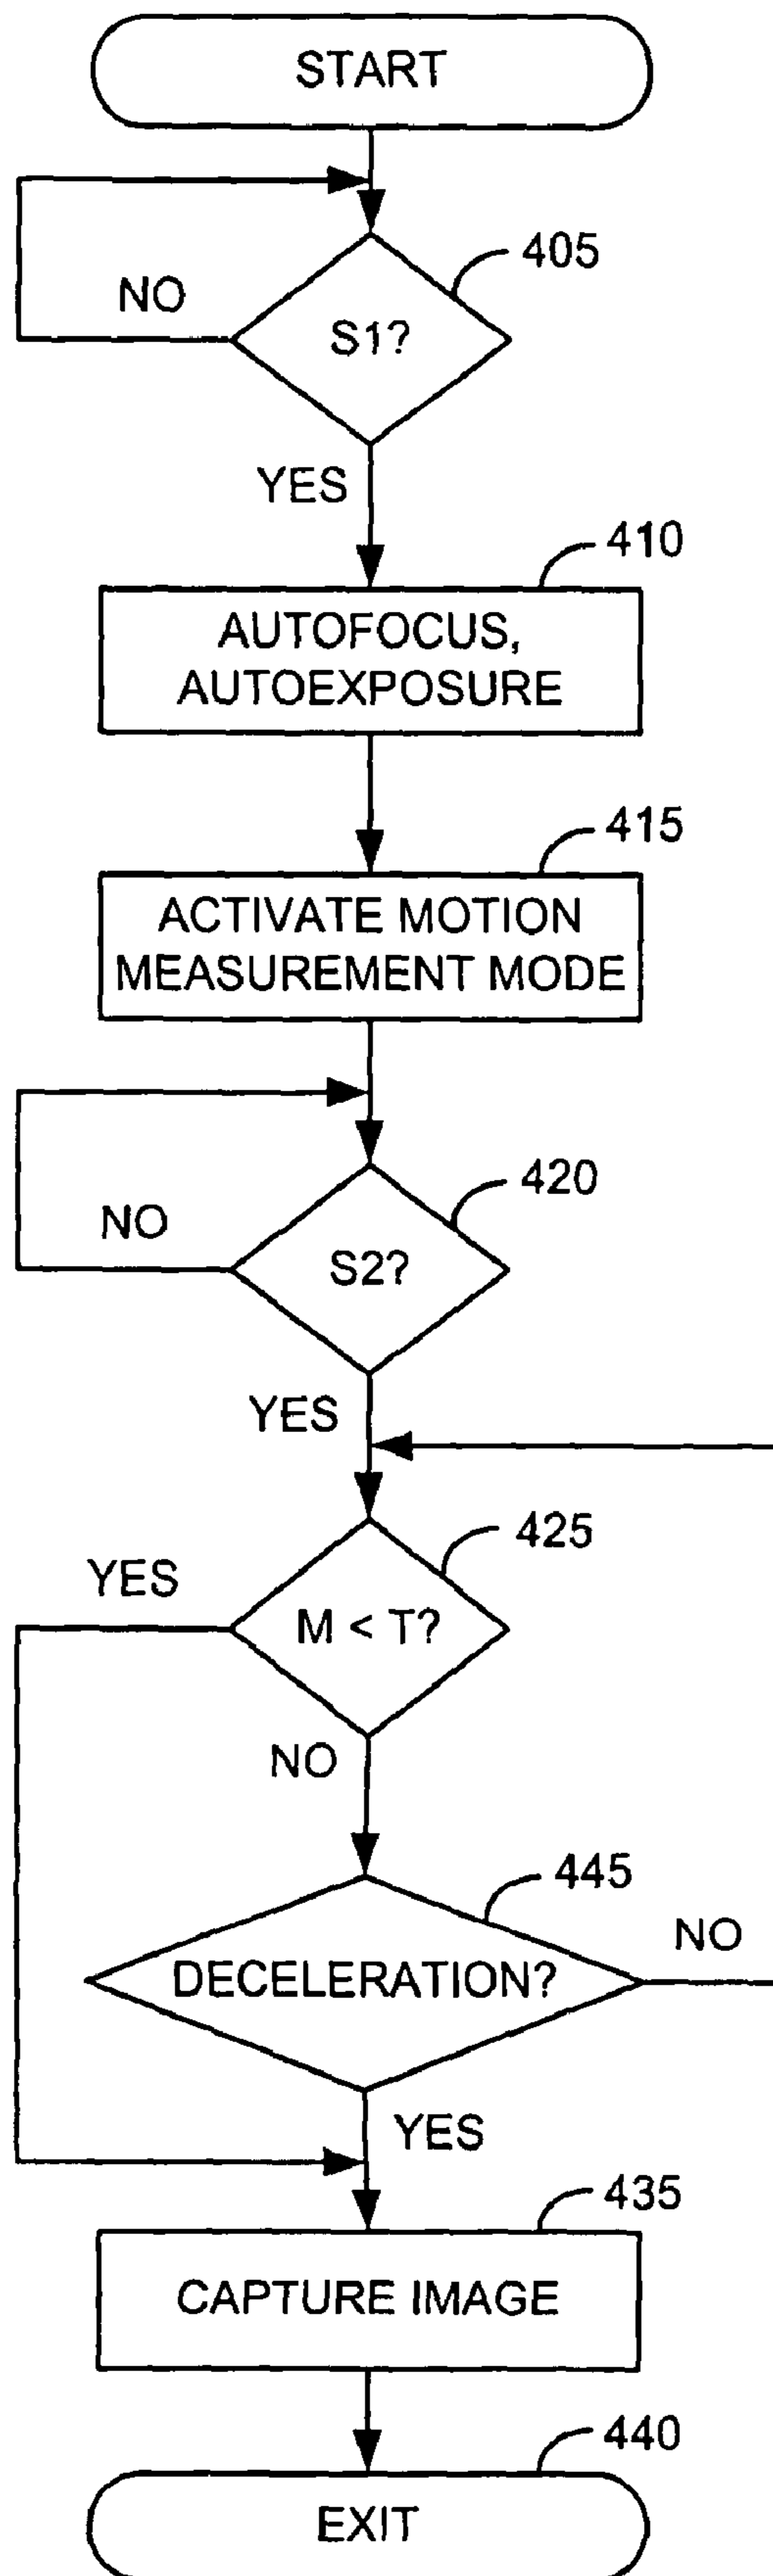 START
405
NO
S1?
YES
410
AUTOFOCUS,
AUTOEXPOSURE
415
ACTIVATE MOTION
MEASUREMENT MODE
420
NO
S2?
YES
425
YES
M < T?
NO
445
NO
DECELERATION?
YES
435
CAPTURE IMAGE
440
EXIT